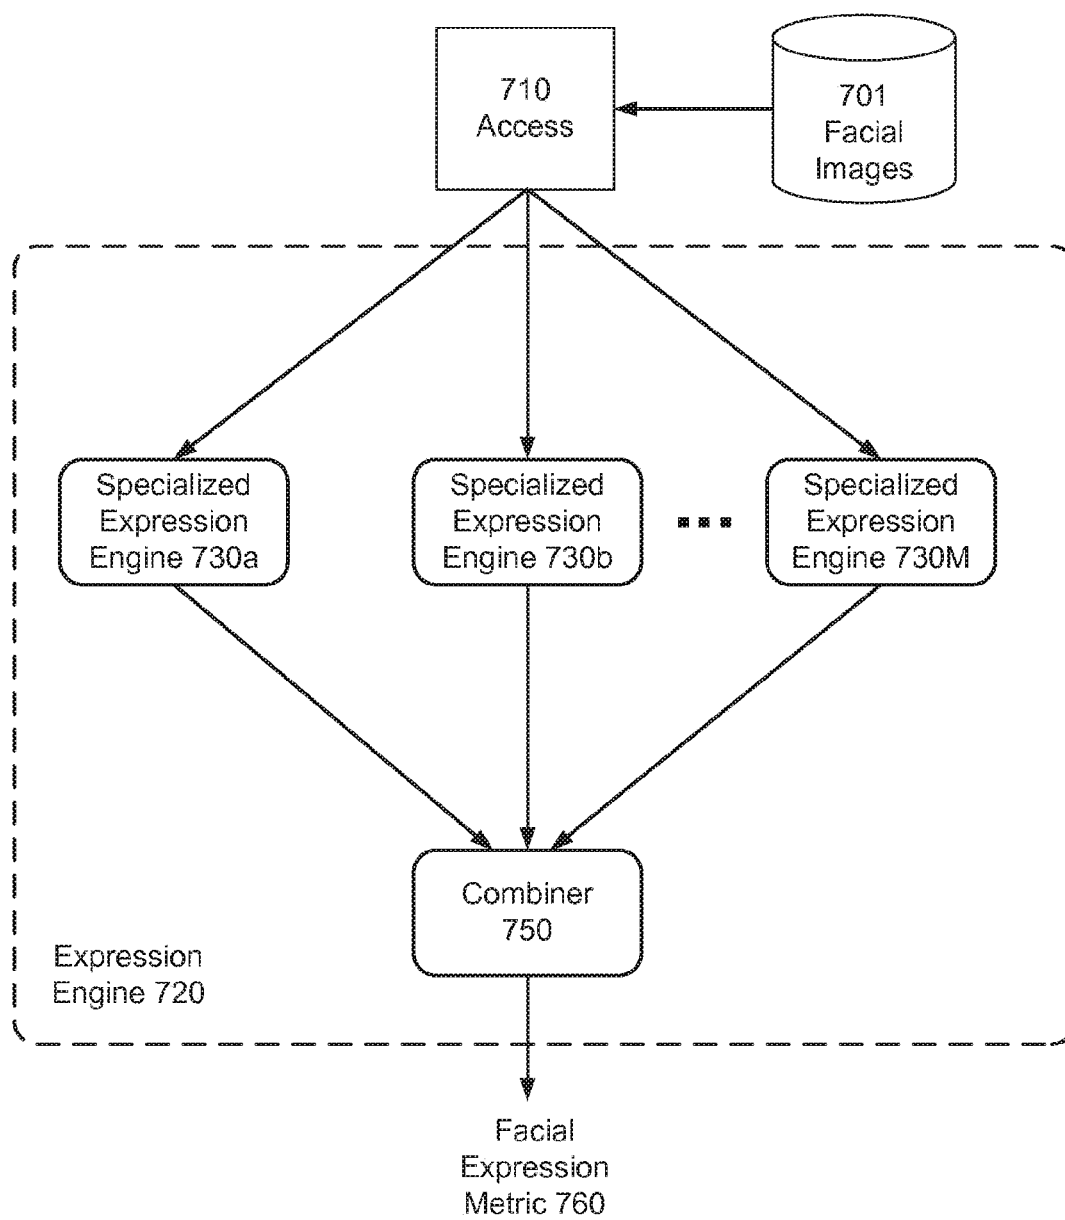 710
Access
701
Facial
Images
Specialized
Expression
Engine 730a
Specialized
Expression
Engine 730b
Specialized
Expression
Engine 730M
Combiner
750
Expression
Engine 720
Facial
Expression
Metric 760